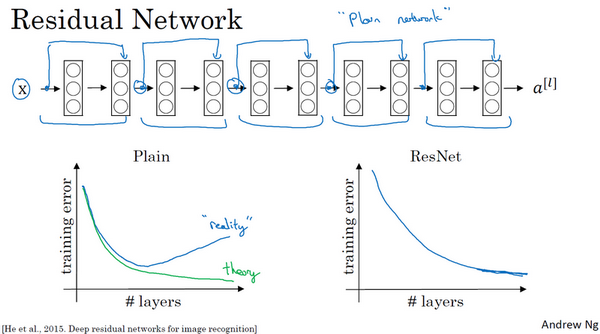 Residual Network
"Plain network"
x
a[l]
Plain
ResNet
training error
"reality"
theory
# layers
training error
# layers
[He et al., 2015. Deep residual networks for image recognition]
Andrew Ng